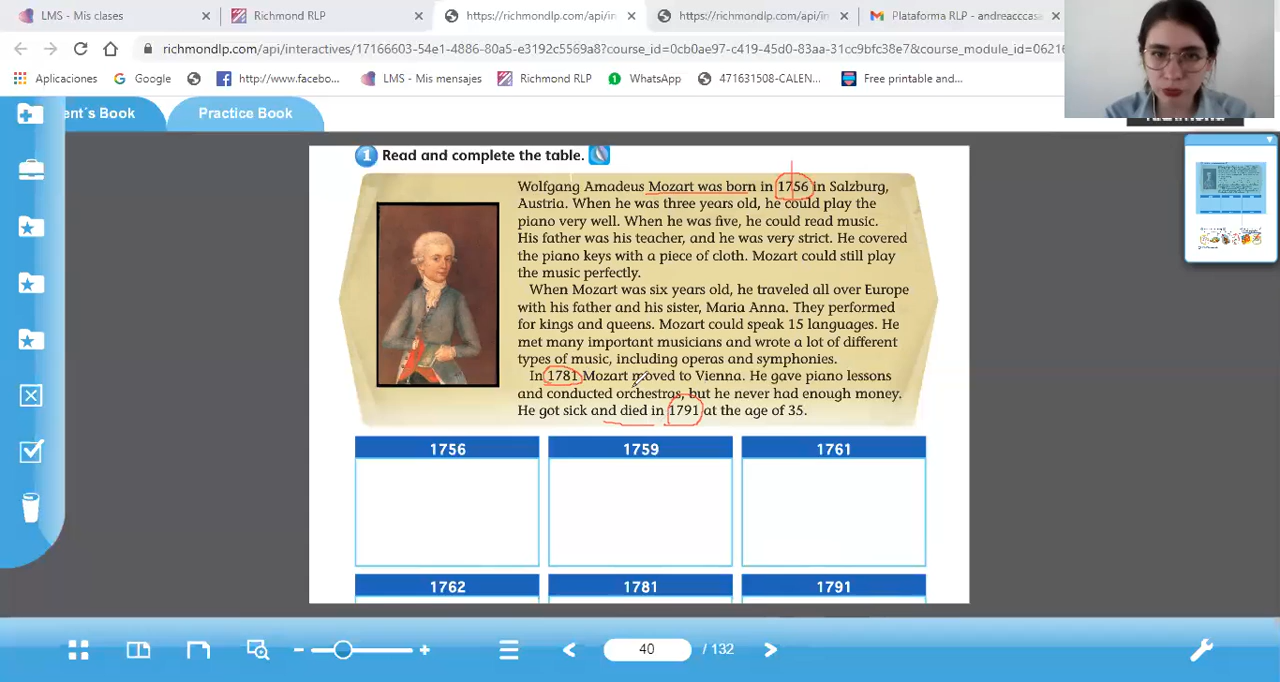 LMS - Mis clases
Richmond RLP
https://richmondlp.com/api/in
https://richmondlp.com/api/in
Plataforma RLP - andreacccasa
richmondlp.com/api/interactives/17166603-54e1-4886-80a5-e3192c5569a8?course_id=0cb0ae97-c419-45d0-83aa-31cc9bfc38e7&course_module_id=06216
Aplicaciones
Google
http://www.facebo...
LMS - Mis mensajes
Richmond RLP
WhatsApp
471631508-CALEN...
Free printable and...
ent's Book
Practice Book
1 Read and complete the table.
Wolfgang Amadeus Mozart was born in 1756 in Salzburg,
Austria. When he was three years old, he could play the
piano very well. When he was five, he could read music.
His father was his teacher, and he was very strict. He covered
the piano keys with a piece of cloth. Mozart could still play
the music perfectly.
When Mozart was six years old, he traveled all over Europe
with his father and his sister, Maria Anna. They performed
for kings and queens. Mozart could speak 15 languages. He
met many important musicians and wrote a lot of different
types of music, including operas and symphonies.
In 1781 Mozart moved to Vienna. He gave piano lessons
and conducted orchestras, but he never had enough money.
He got sick and died in 1791 at the age of 35.
1756
1759
1761
1762
1781
1791
40 / 132